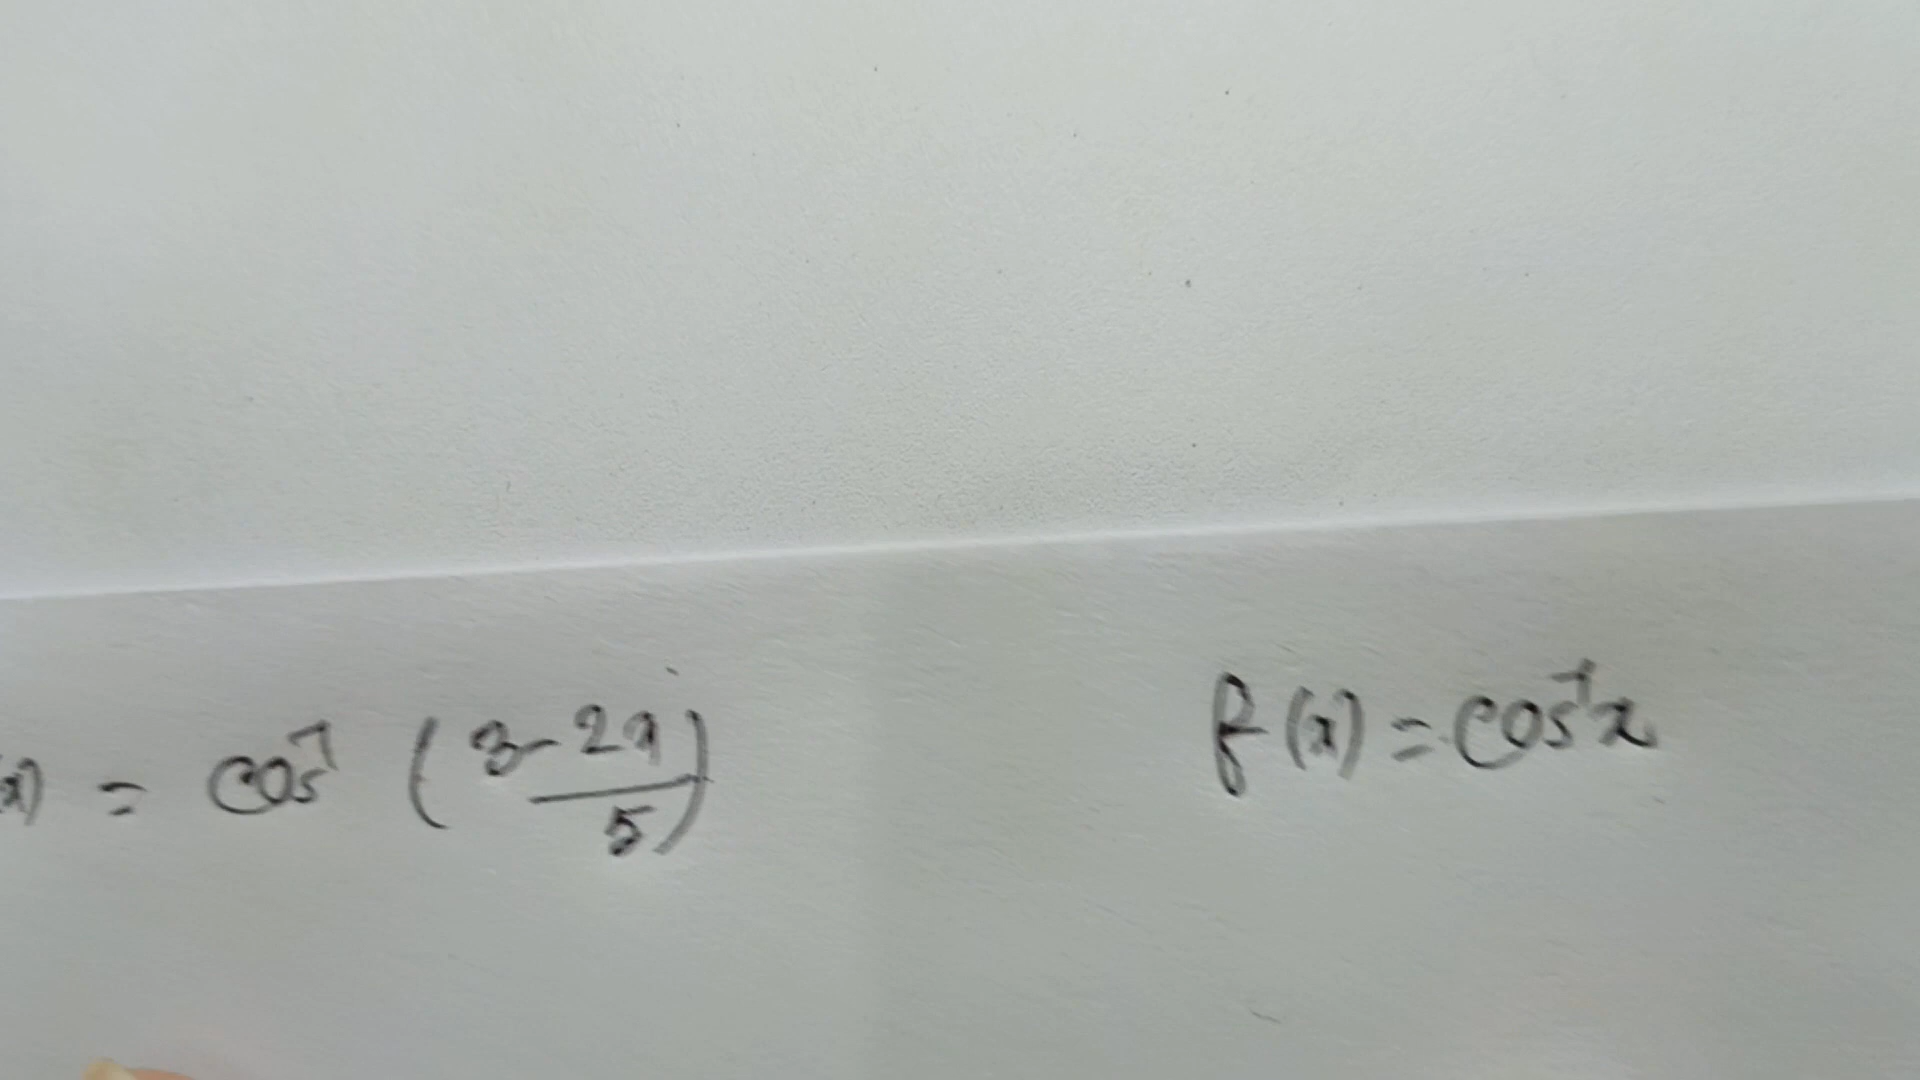 (x) = cos⁻¹ (3-2x/5)
f(x) = cos⁻¹x